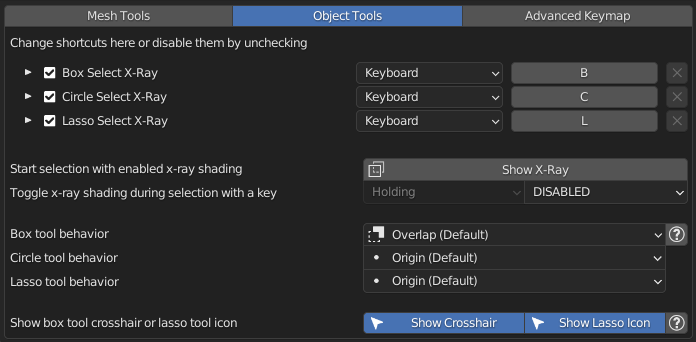 Mesh Tools Object Tools Advanced Keymap
Change shortcuts here or disable them by unchecking
Box Select X-Ray Keyboard B
Circle Select X-Ray Keyboard C
Lasso Select X-Ray Keyboard L
Start selection with enabled x-ray shading Show X-Ray
Toggle x-ray shading during selection with a key Holding DISABLED
Box tool behavior Overlap (Default) ?
Circle tool behavior Origin (Default)
Lasso tool behavior Origin (Default)
Show box tool crosshair or lasso tool icon Show Crosshair Show Lasso Icon ?